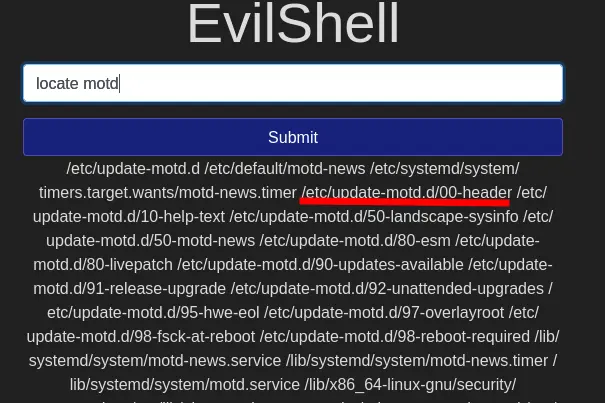 EvilShell
locate motd
Submit
/etc/update-motd.d /etc/default/motd-news /etc/systemd/system/
timers.target.wants/motd-news.timer /etc/update-motd.d/00-header /etc/
update-motd.d/10-help-text /etc/update-motd.d/50-landscape-sysinfo /etc/
update-motd.d/50-motd-news /etc/update-motd.d/80-esm /etc/update-
motd.d/80-livepatch /etc/update-motd.d/90-updates-available /etc/update-
motd.d/91-release-upgrade /etc/update-motd.d/92-unattended-upgrades /
etc/update-motd.d/95-hwe-eol /etc/update-motd.d/97-overlayroot /etc/
update-motd.d/98-fsck-at-reboot /etc/update-motd.d/98-reboot-required /lib/
systemd/system/motd-news.service /lib/systemd/system/motd-news.timer /
lib/systemd/system/motd.service /lib/x86_64-linux-gnu/security/